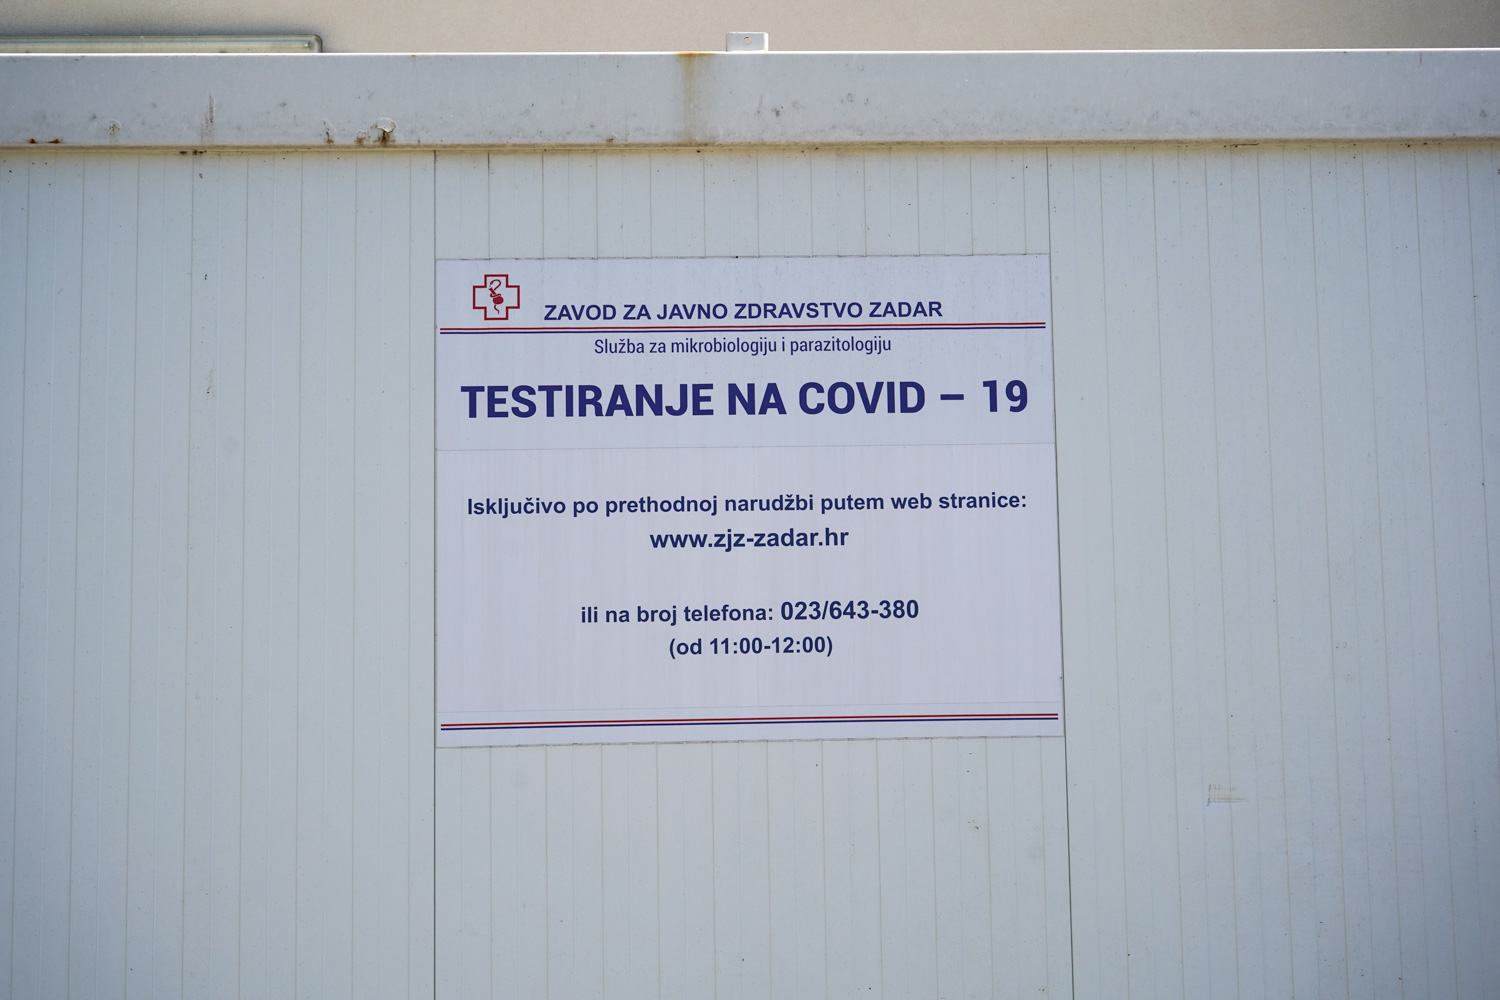 ZAVOD ZA JAVNO ZDRAVSTVO ZADAR
Služba za mikrobiologiju i parazitologiju
TESTIRANJE NA COVID – 19
Isključivo po prethodnoj narudžbi putem web stranice:
www.zjz-zadar.hr
ili na broj telefona: 023/643-380
(od 11:00-12:00)